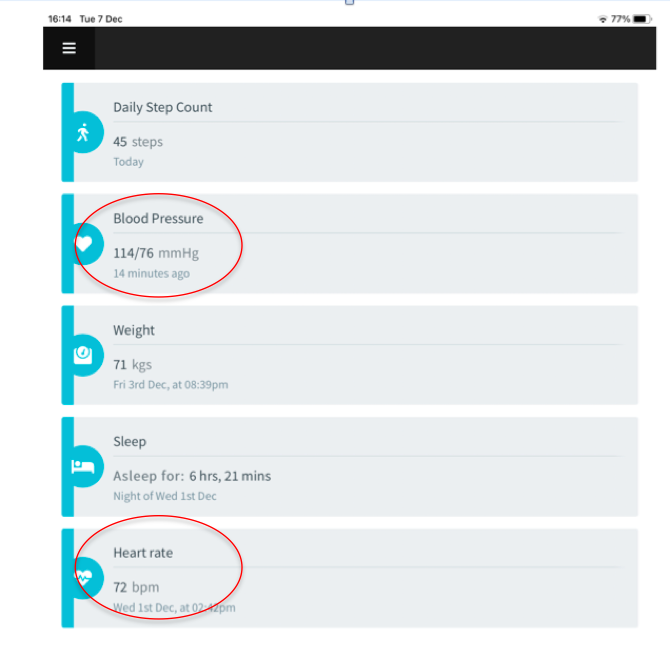 16:14 Tue 7 Dec 77%
Daily Step Count
45 steps
Today
Blood Pressure
114/76 mmHg
14 minutes ago
Weight
71 kgs
Fri 3rd Dec, at 08:39pm
Sleep
Asleep for: 6 hrs, 21 mins
Night of Wed 1st Dec
Heart rate
72 bpm
Wed 1st Dec, at 02:42pm